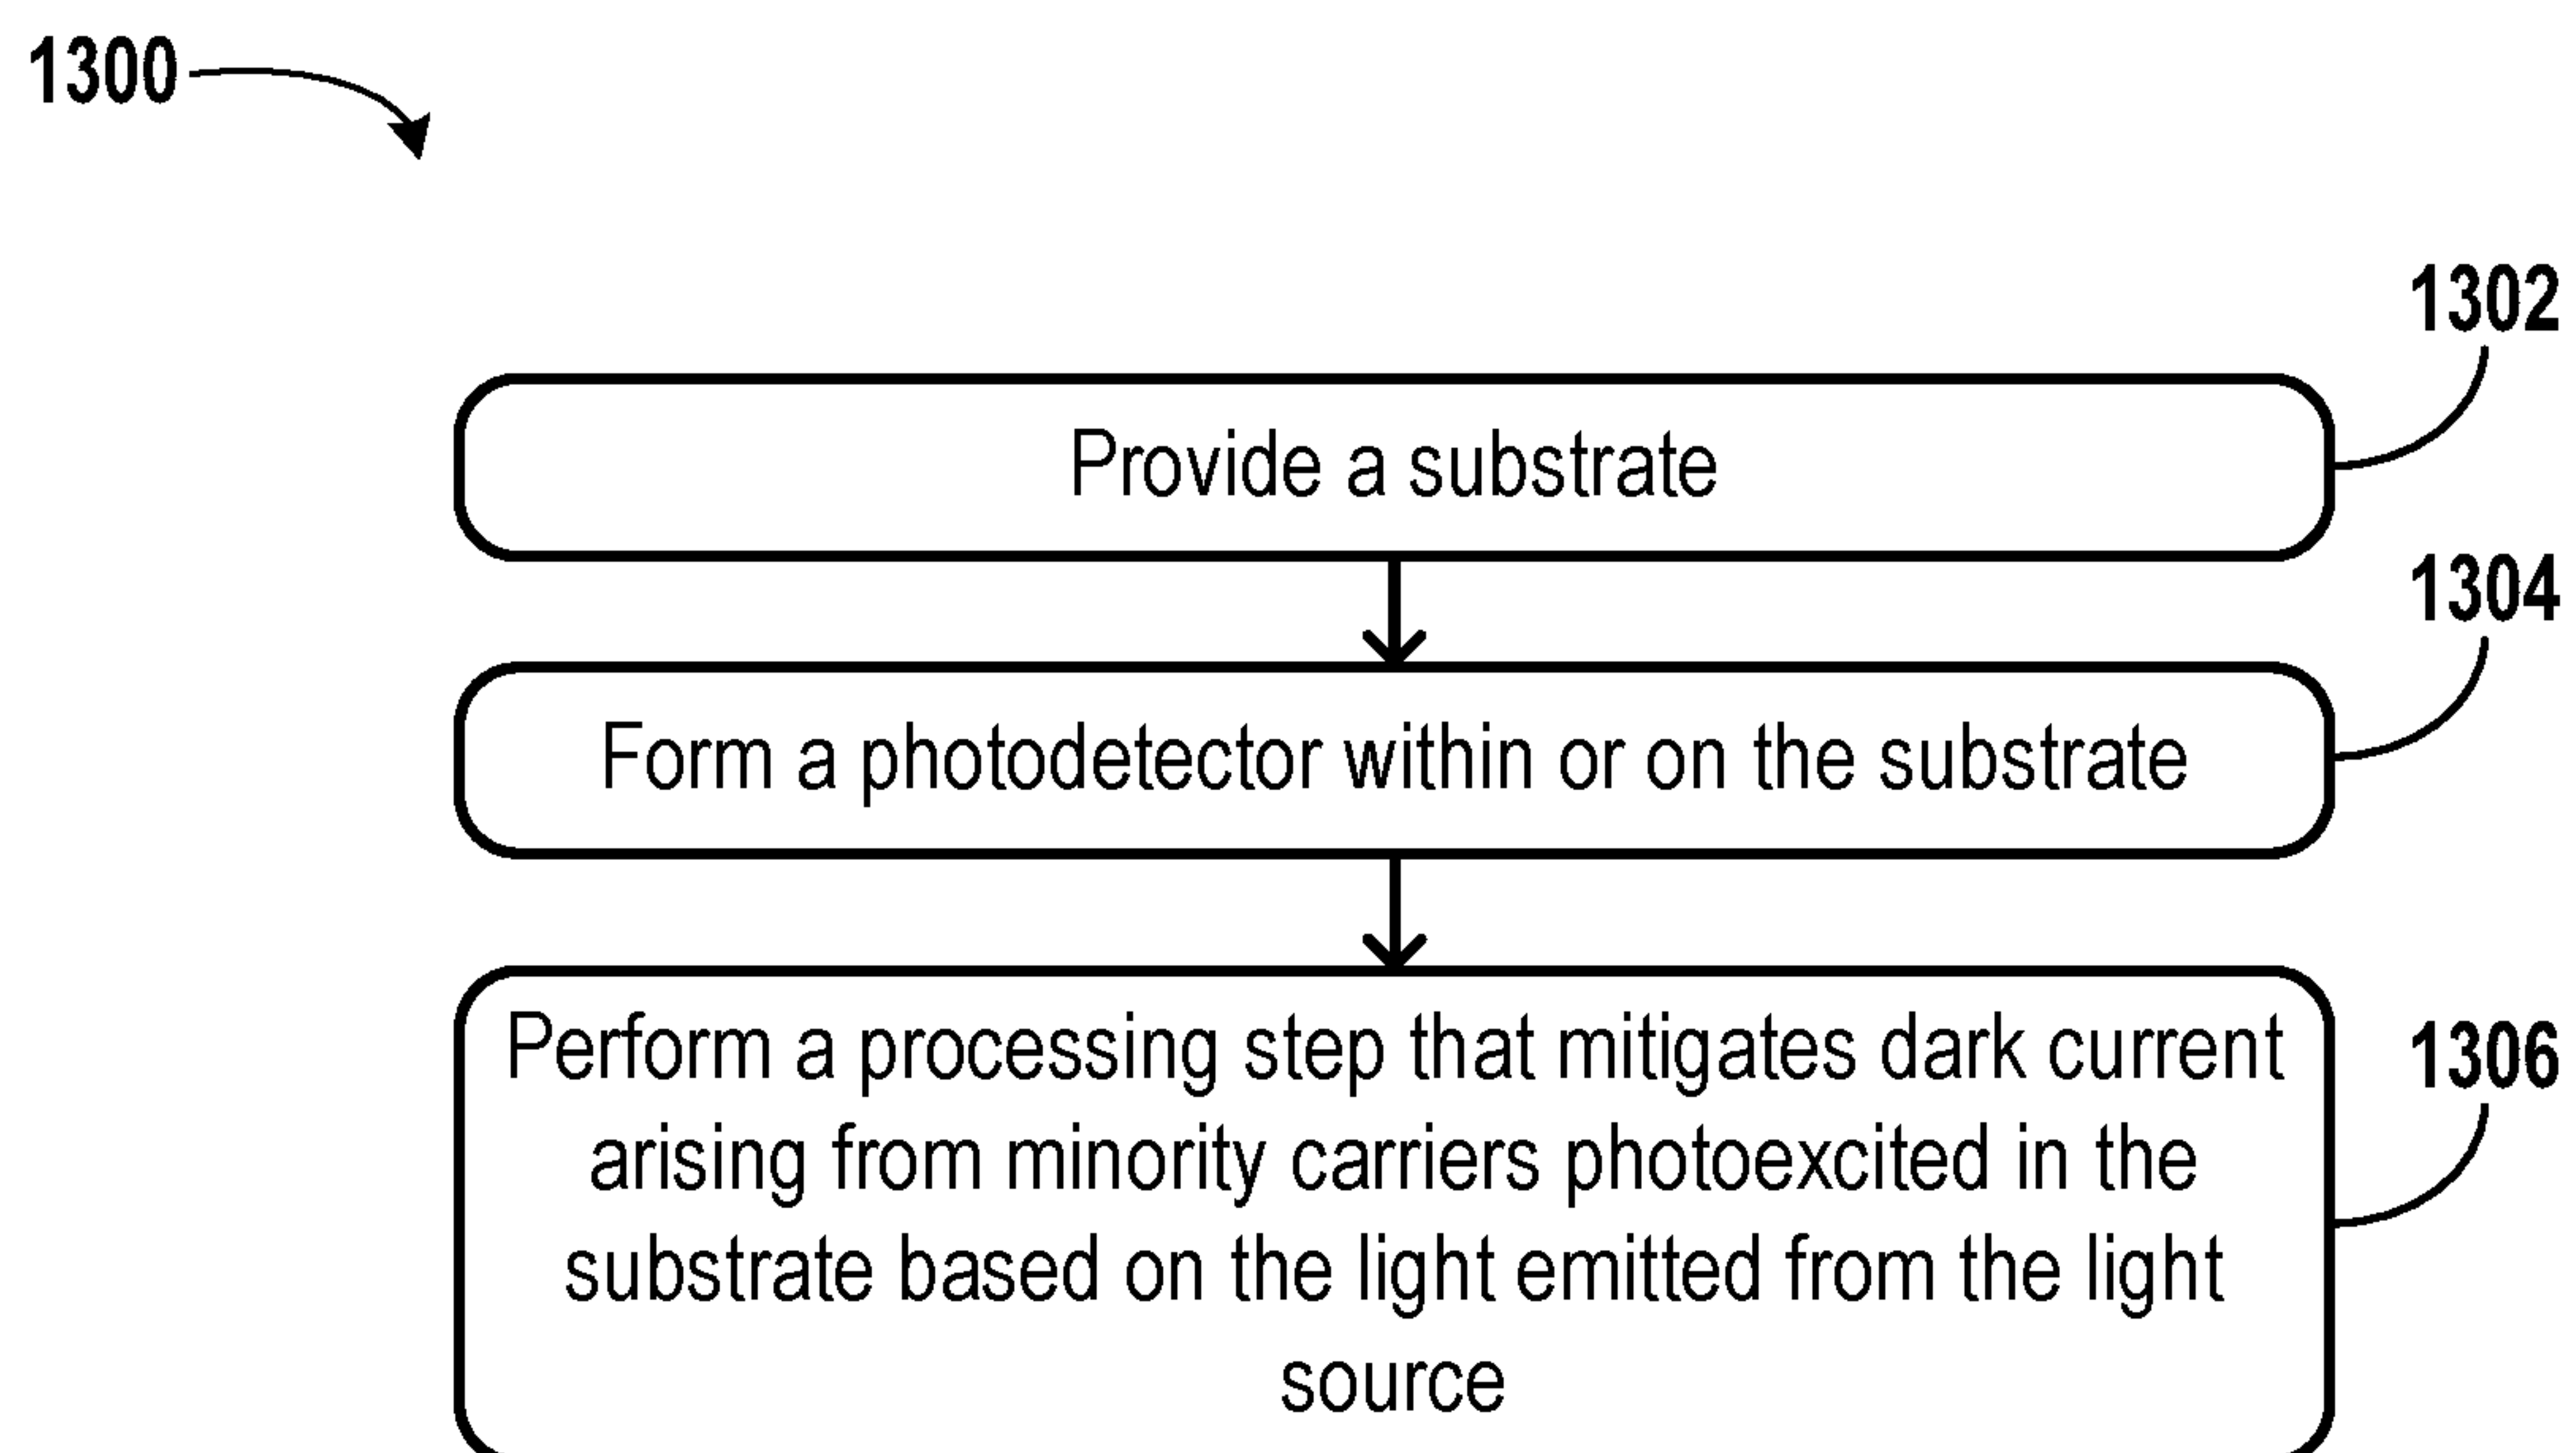 1300
1302
Provide a substrate
1304
Form a photodetector within or on the substrate
1306
Perform a processing step that mitigates dark current
arising from minority carriers photoexcited in the
substrate based on the light emitted from the light
source